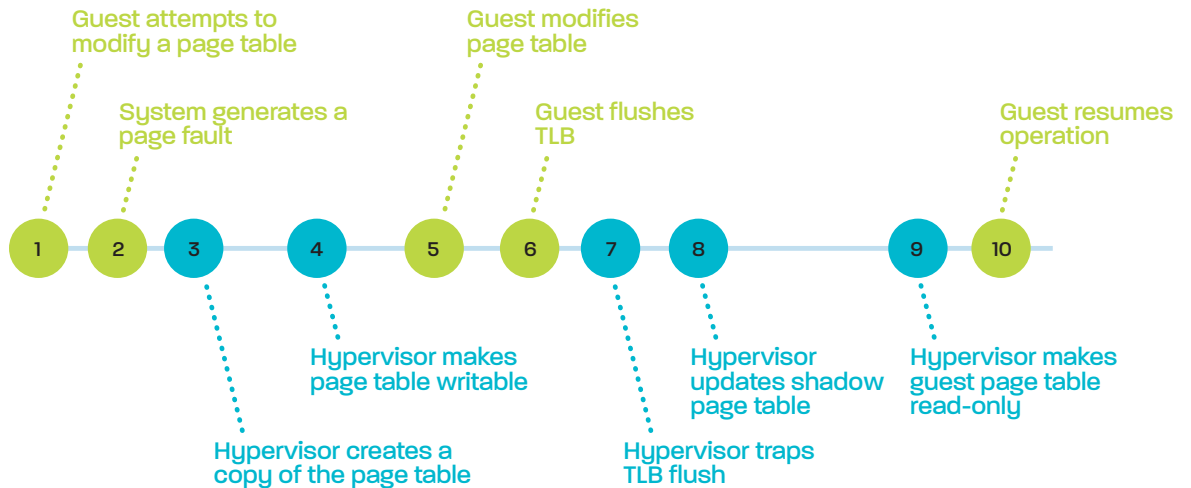 Guest attempts to
modify a page table
Guest modifies
page table
System generates a
page fault
Guest flushes
TLB
Guest resumes
operation
1
2
3
4
5
6
7
8
9
10
Hypervisor makes
page table writable
Hypervisor
updates shadow
page table
Hypervisor makes
guest page table
read-only
Hypervisor creates a
copy of the page table
Hypervisor traps
TLB flush